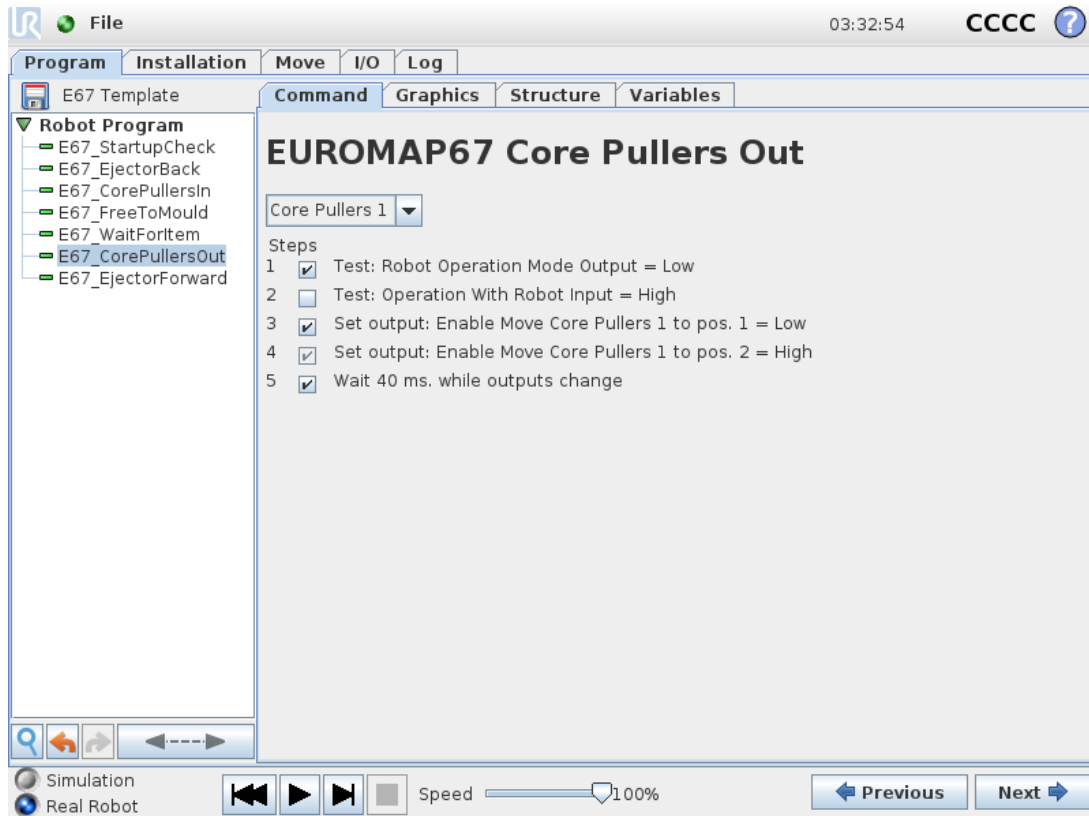 UR File 03:32:54 CCCC ?
Program Installation Move I/O Log
E67 Template
Command Graphics Structure Variables
Robot Program
E67_StartupCheck
E67_EjectorBack
E67_CorePullersIn
E67_FreeToMould
E67_WaitForItem
E67_CorePullersOut
E67_EjectorForward
EUROMAP67 Core Pullers Out
Core Pullers 1
Steps
1 Test: Robot Operation Mode Output = Low
2 Test: Operation With Robot Input = High
3 Set output: Enable Move Core Pullers 1 to pos. 1 = Low
4 Set output: Enable Move Core Pullers 1 to pos. 2 = High
5 Wait 40 ms. while outputs change
Simulation
Real Robot
Speed 100%
Previous Next